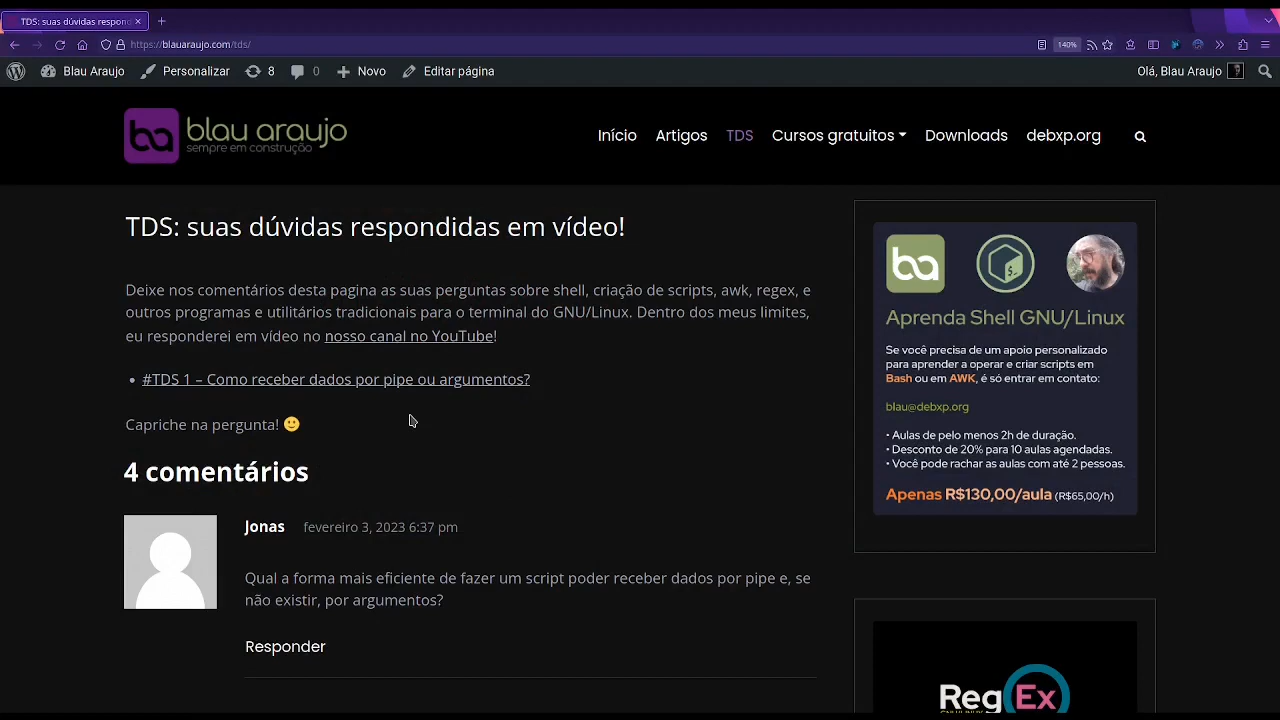 TDS: suas dúvidas respond
https://blauaraujo.com/tds/
140%
Blau Araujo
Personalizar
8
0
Novo
Editar página
Olá, Blau Araujo
ba
blau araujo
sempre em construção
Início
Artigos
TDS
Cursos gratuitos
Downloads
debxp.org
TDS: suas dúvidas respondidas em vídeo!
Deixe nos comentários desta pagina as suas perguntas sobre shell, criação de scripts, awk, regex, e
outros programas e utilitários tradicionais para o terminal do GNU/Linux. Dentro dos meus limites,
eu responderei em vídeo no nosso canal no YouTube!
• #TDS 1 – Como receber dados por pipe ou argumentos?
Capriche na pergunta! 🙂
4 comentários
Jonas fevereiro 3, 2023 6:37 pm
Qual a forma mais eficiente de fazer um script poder receber dados por pipe e, se
não existir, por argumentos?
Responder
ba
$_
Aprenda Shell GNU/Linux
Se você precisa de um apoio personalizado
para aprender a operar e criar scripts em
Bash ou em AWK, é só entrar em contato:
blau@debxp.org
• Aulas de pelo menos 2h de duração.
• Desconto de 20% para 10 aulas agendadas.
• Você pode rachar as aulas com até 2 pessoas.
Apenas R$130,00/aula (R$65,00/h)
RegEx